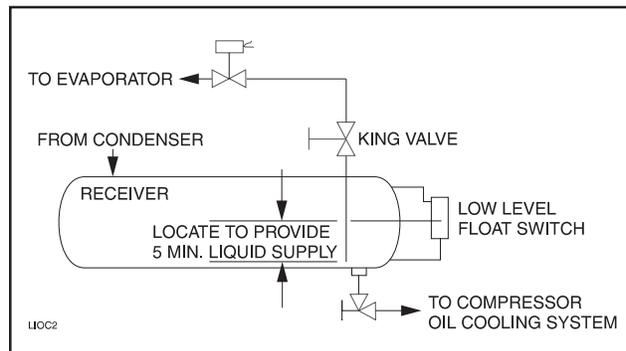 TO EVAPORATOR
FROM CONDENSER
KING VALVE
RECEIVER
LOCATE TO PROVIDE
5 MIN. LIQUID SUPPLY
LOW LEVEL
FLOAT SWITCH
TO COMPRESSOR
OIL COOLING SYSTEM
LIOC2